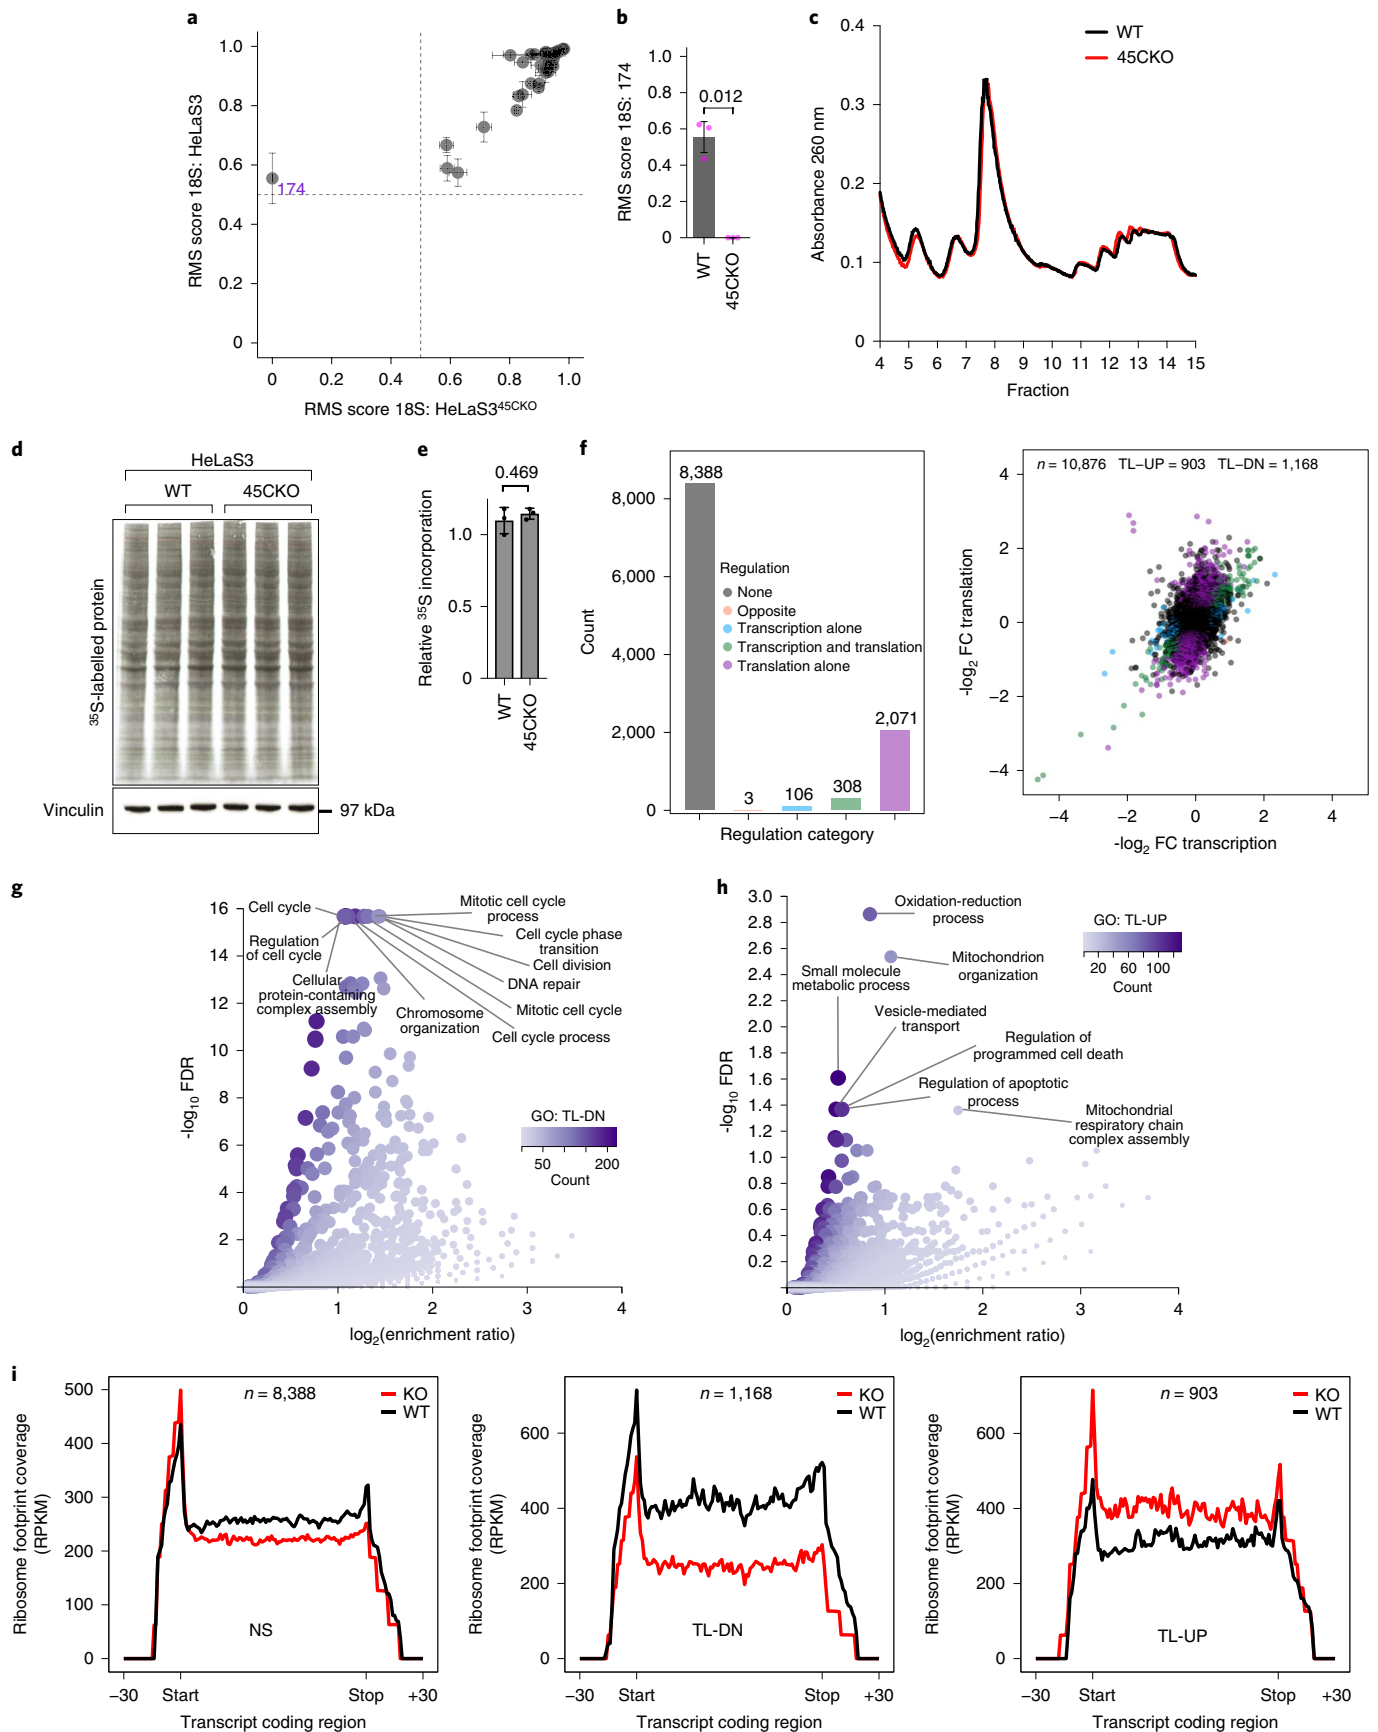 a
RMS score 18S: HeLaS3
1.0
0.8
0.6
0.4
0.2
0
174
0
0.2
0.4
0.6
0.8
1.0
RMS score 18S: HeLaS345CKO
b
RMS score 18S: 174
1.0
0.8
0.6
0.4
0.2
0
0.012
WT
45CKO
c
Absorbance 260 nm
0.4
0.3
0.2
0.1
0
WT
45CKO
4 5 6 7 8 9 10 11 12 13 14 15
Fraction
d
HeLaS3
WT 45CKO
35S-labelled protein
Vinculin
97 kDa
e
0.469
Relative 35S incorporation
1.0
0.5
0
WT
45CKO
f
Count
8,000
6,000
4,000
2,000
0
8,388
3
106
308
2,071
Regulation
None
Opposite
Transcription alone
Transcription and translation
Translation alone
Regulation category
n = 10,876 TL–UP = 903 TL–DN = 1,168
-log2 FC translation
4
2
0
−2
−4
−4 −2 0 2 4
-log2 FC transcription
g
-log10 FDR
16
14
12
10
8
6
4
2
Cell cycle
Regulation
of cell cycle
Cellular
protein-containing
complex assembly
Mitotic cell cycle
process
Cell cycle phase
transition
Cell division
DNA repair
Mitotic cell cycle
Chromosome
organization
Cell cycle process
GO: TL-DN
50 200
Count
0 1 2 3 4
log2(enrichment ratio)
h
-log10 FDR
3.0
2.8
2.6
2.4
2.2
2.0
1.8
1.6
1.4
1.2
1.0
0.8
0.6
0.4
0.2
Oxidation-reduction
process
Mitochondrion
organization
Small molecule
metabolic process
Vesicle-mediated
transport
Regulation of
programmed cell death
Regulation of apoptotic
process
Mitochondrial
respiratory chain
complex assembly
GO: TL-UP
20 60 100
Count
0 1 2 3 4
log2(enrichment ratio)
i
Ribosome footprint coverage
(RPKM)
500
400
300
200
100
0
n = 8,388
KO
WT
NS
−30 Start Stop +30
Transcript coding region
Ribosome footprint coverage
(RPKM)
600
400
200
0
n = 1,168
KO
WT
TL-DN
−30 Start Stop +30
Transcript coding region
Ribosome footprint coverage
(RPKM)
600
400
200
0
n = 903
KO
WT
TL-UP
−30 Start Stop +30
Transcript coding region